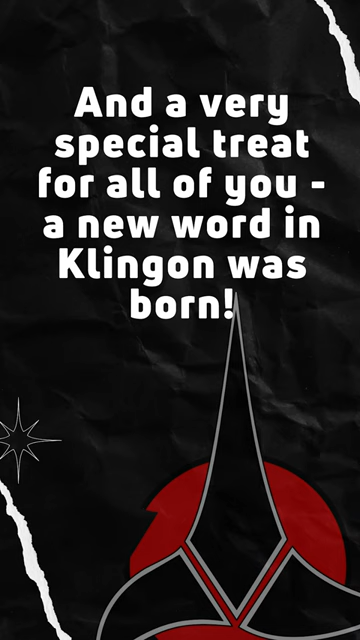 And a very
special treat
for all of you -
a new word in
Klingon was
born!